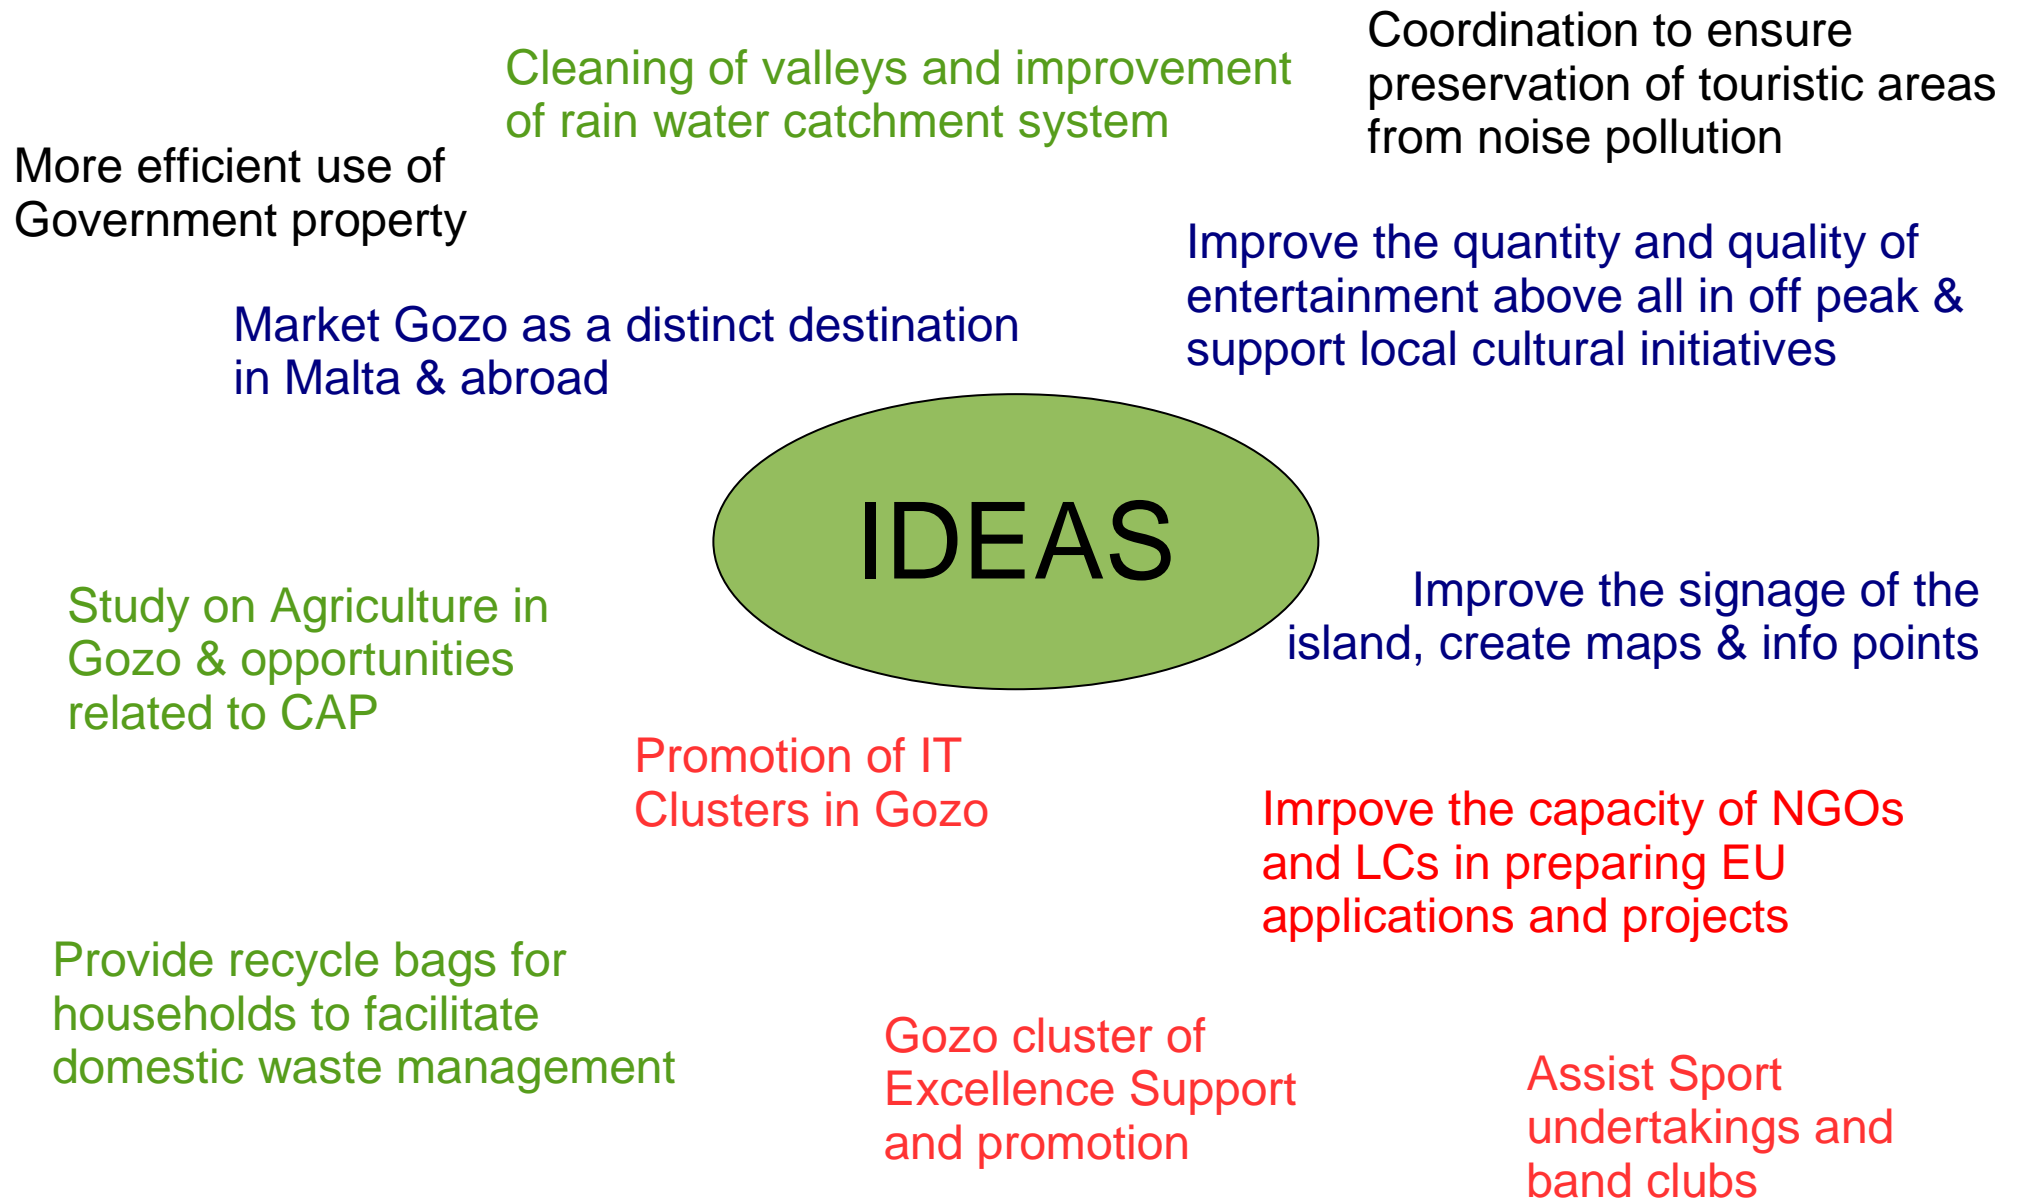 Coordination to ensure
preservation of touristic areas
from noise pollution
Cleaning of valleys and improvement
of rain water catchment system
More efficient use of
Government property
Improve the quantity and quality of
entertainment above all in off peak &
support local cultural initiatives
Market Gozo as a distinct destination
in Malta & abroad
IDEAS
Improve the signage of the
island, create maps & info points
Study on Agriculture in
Gozo & opportunities
related to CAP
Promotion of IT
Clusters in Gozo
Imrpove the capacity of NGOs
and LCs in preparing EU
applications and projects
Provide recycle bags for
households to facilitate
domestic waste management
Gozo cluster of
Excellence Support
and promotion
Assist Sport
undertakings and
band clubs